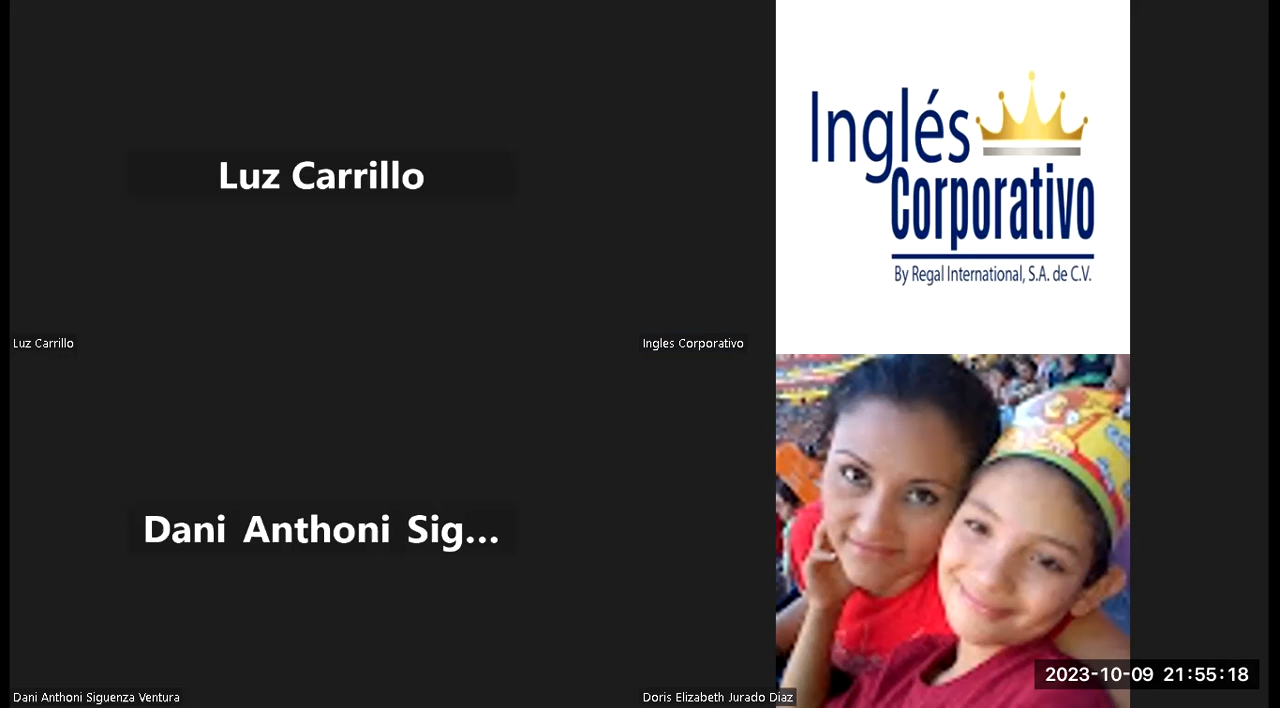 Luz Carrillo
Luz Carrillo
Inglés
Corporativo
By Regal International, S.A. de C.V.
Ingles Corporativo
Dani Anthoni Sig...
Dani Anthoni Siguenza Ventura
Doris Elizabeth Jurado Diaz
2023-10-09 21:55:18